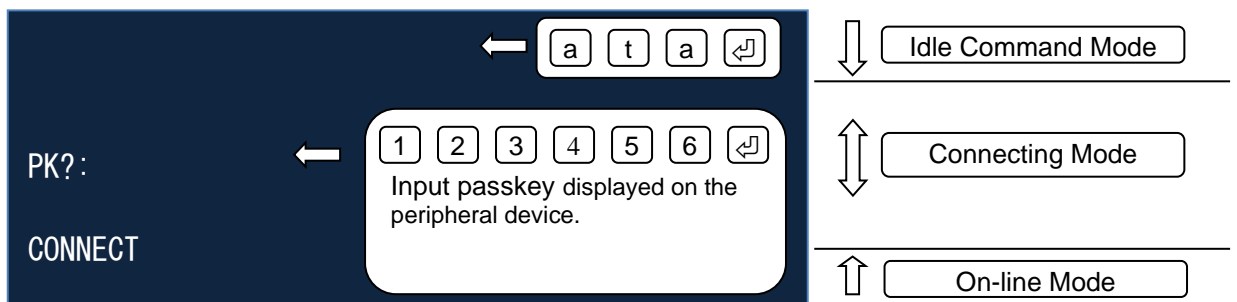 a t a ⏎
Idle Command Mode
PK?:
1 2 3 4 5 6 ⏎
Input passkey displayed on the
peripheral device.
Connecting Mode
CONNECT
On-line Mode